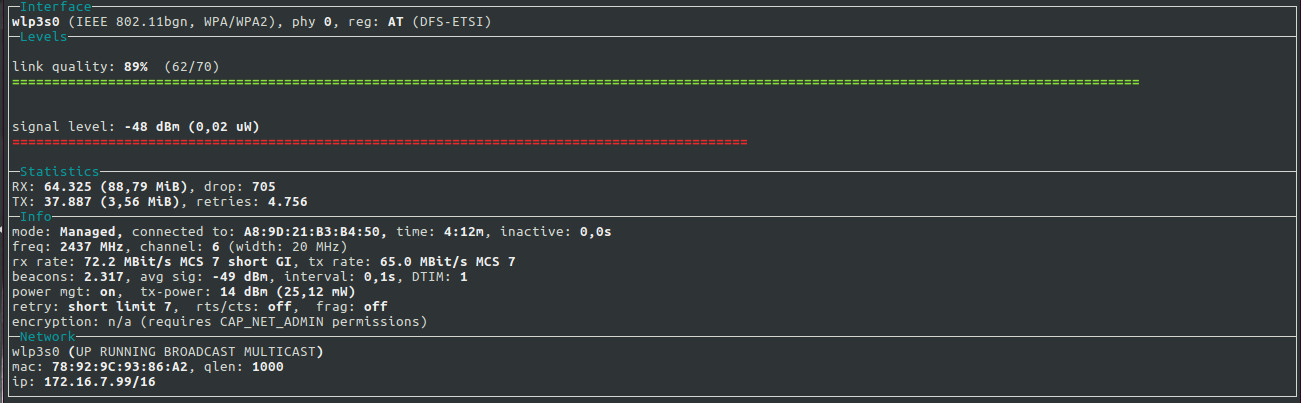 Interface
wlp3s0 (IEEE 802.11bgn, WPA/WPA2), phy 0, reg: AT (DFS-ETSI)
Levels
link quality: 89%  (62/70)
signal level: -48 dBm (0,02 uW)
Statistics
RX: 64.325 (88,79 MiB), drop: 705
TX: 37.887 (3,56 MiB), retries: 4.756
Info
mode: Managed, connected to: A8:9D:21:B3:B4:50, time: 4:12m, inactive: 0,0s
freq: 2437 MHz, channel: 6 (width: 20 MHz)
rx rate: 72.2 MBit/s MCS 7 short GI, tx rate: 65.0 MBit/s MCS 7
beacons: 2.317, avg sig: -49 dBm, interval: 0,1s, DTIM: 1
power mgt: on,  tx-power: 14 dBm (25,12 mW)
retry: short limit 7,  rts/cts: off,  frag: off
encryption: n/a (requires CAP_NET_ADMIN permissions)
Network
wlp3s0 (UP RUNNING BROADCAST MULTICAST)
mac: 78:92:9C:93:86:A2, qlen: 1000
ip: 172.16.7.99/16